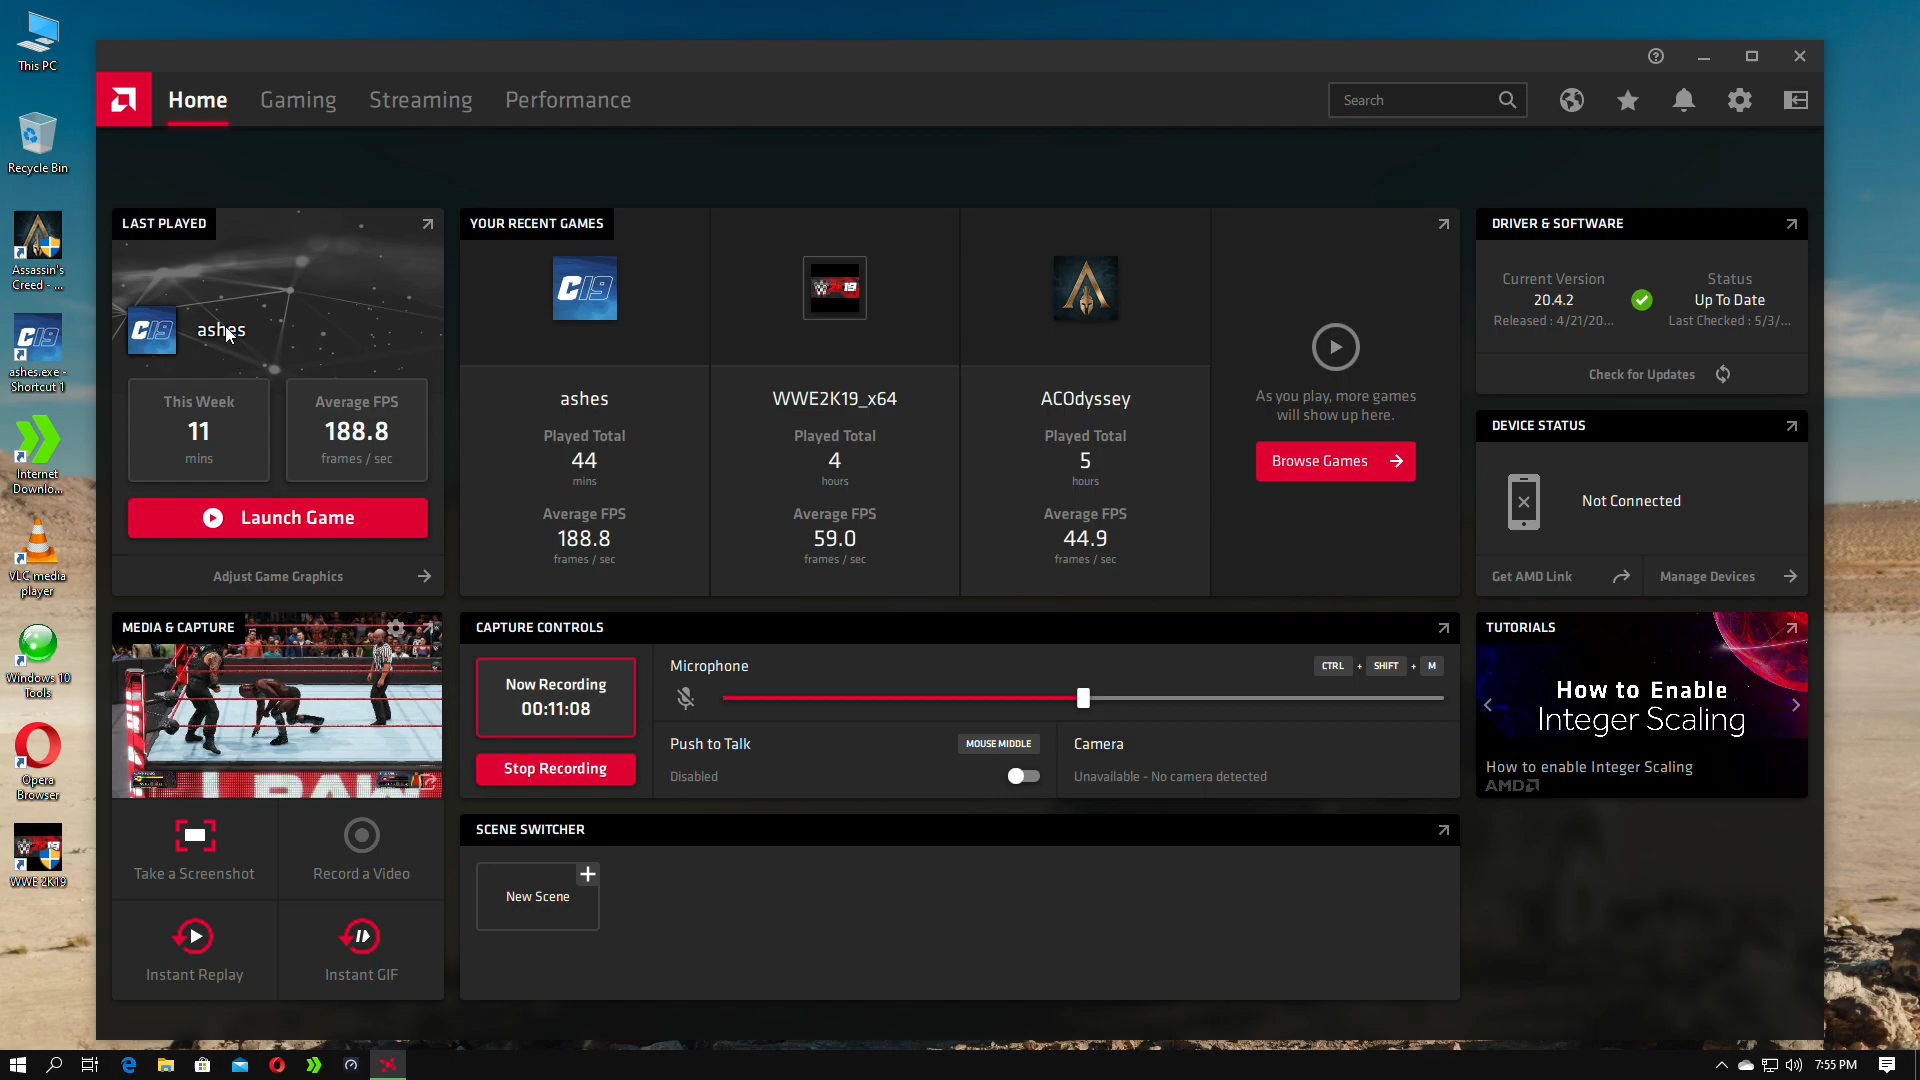 This PC
Recycle Bin
Assassin's
Creed - ...
ashes.exe -
Shortcut 1
Internet
Downlo...
VLC media
player
Windows 10
Tools
Opera
Browser
WWE 2K19
Home
Gaming
Streaming
Performance
Search
LAST PLAYED
C19
ashes
This Week
11
mins
Average FPS
188.8
frames / sec
Launch Game
Adjust Game Graphics
YOUR RECENT GAMES
C19
ashes
Played Total
44
mins
Average FPS
188.8
frames / sec
2K19
WWE2K19_x64
Played Total
4
hours
Average FPS
59.0
frames / sec
ACOdyssey
Played Total
5
hours
Average FPS
44.9
frames / sec
As you play, more games
will show up here.
Browse Games
DRIVER & SOFTWARE
Current Version
20.4.2
Released : 4/21/20...
Status
Up To Date
Last Checked : 5/3/...
Check for Updates
DEVICE STATUS
Not Connected
Get AMD Link
Manage Devices
MEDIA & CAPTURE
RAW
Take a Screenshot
Record a Video
Instant Replay
Instant GIF
CAPTURE CONTROLS
Now Recording
00:11:08
Stop Recording
Microphone
CTRL + SHIFT + M
Push to Talk
MOUSE MIDDLE
Disabled
Camera
Unavailable - No camera detected
SCENE SWITCHER
New Scene
TUTORIALS
How to Enable
Integer Scaling
How to enable Integer Scaling
AMD
7:55 PM